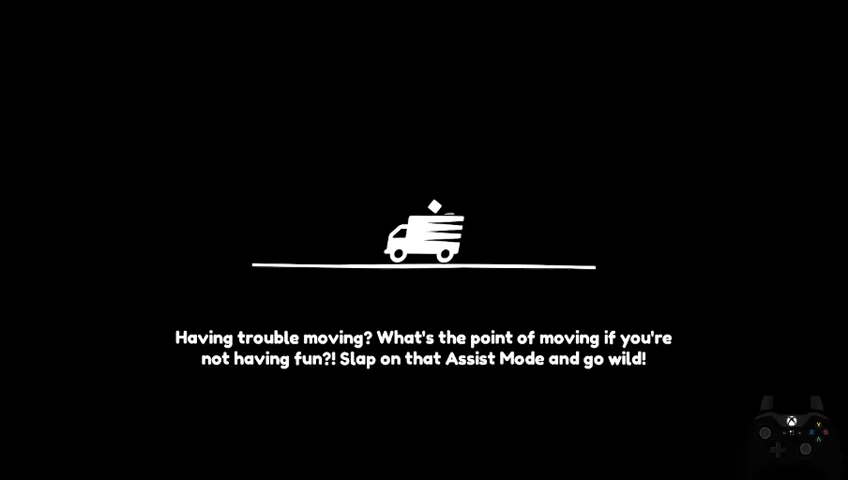 Having trouble moving? What's the point of moving if you're
not having fun?! Slap on that Assist Mode and go wild!